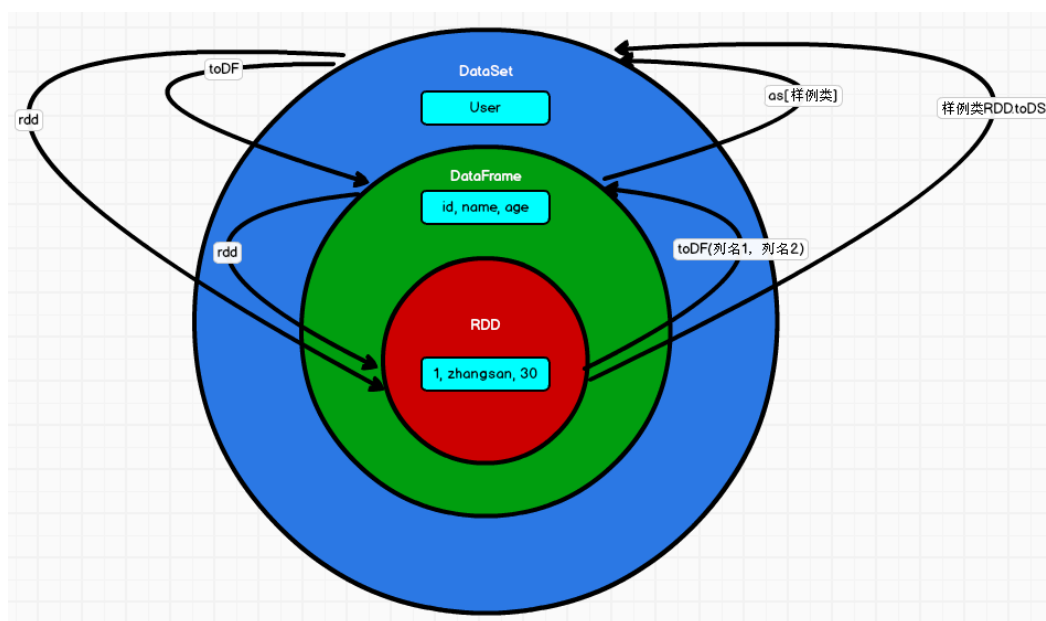 DataSet
toDF
User
as[样例类]
样例类RDD.toDS
rdd
DataFrame
id, name, age
rdd
toDF(列名1，列名2)
RDD
1, zhangsan, 30